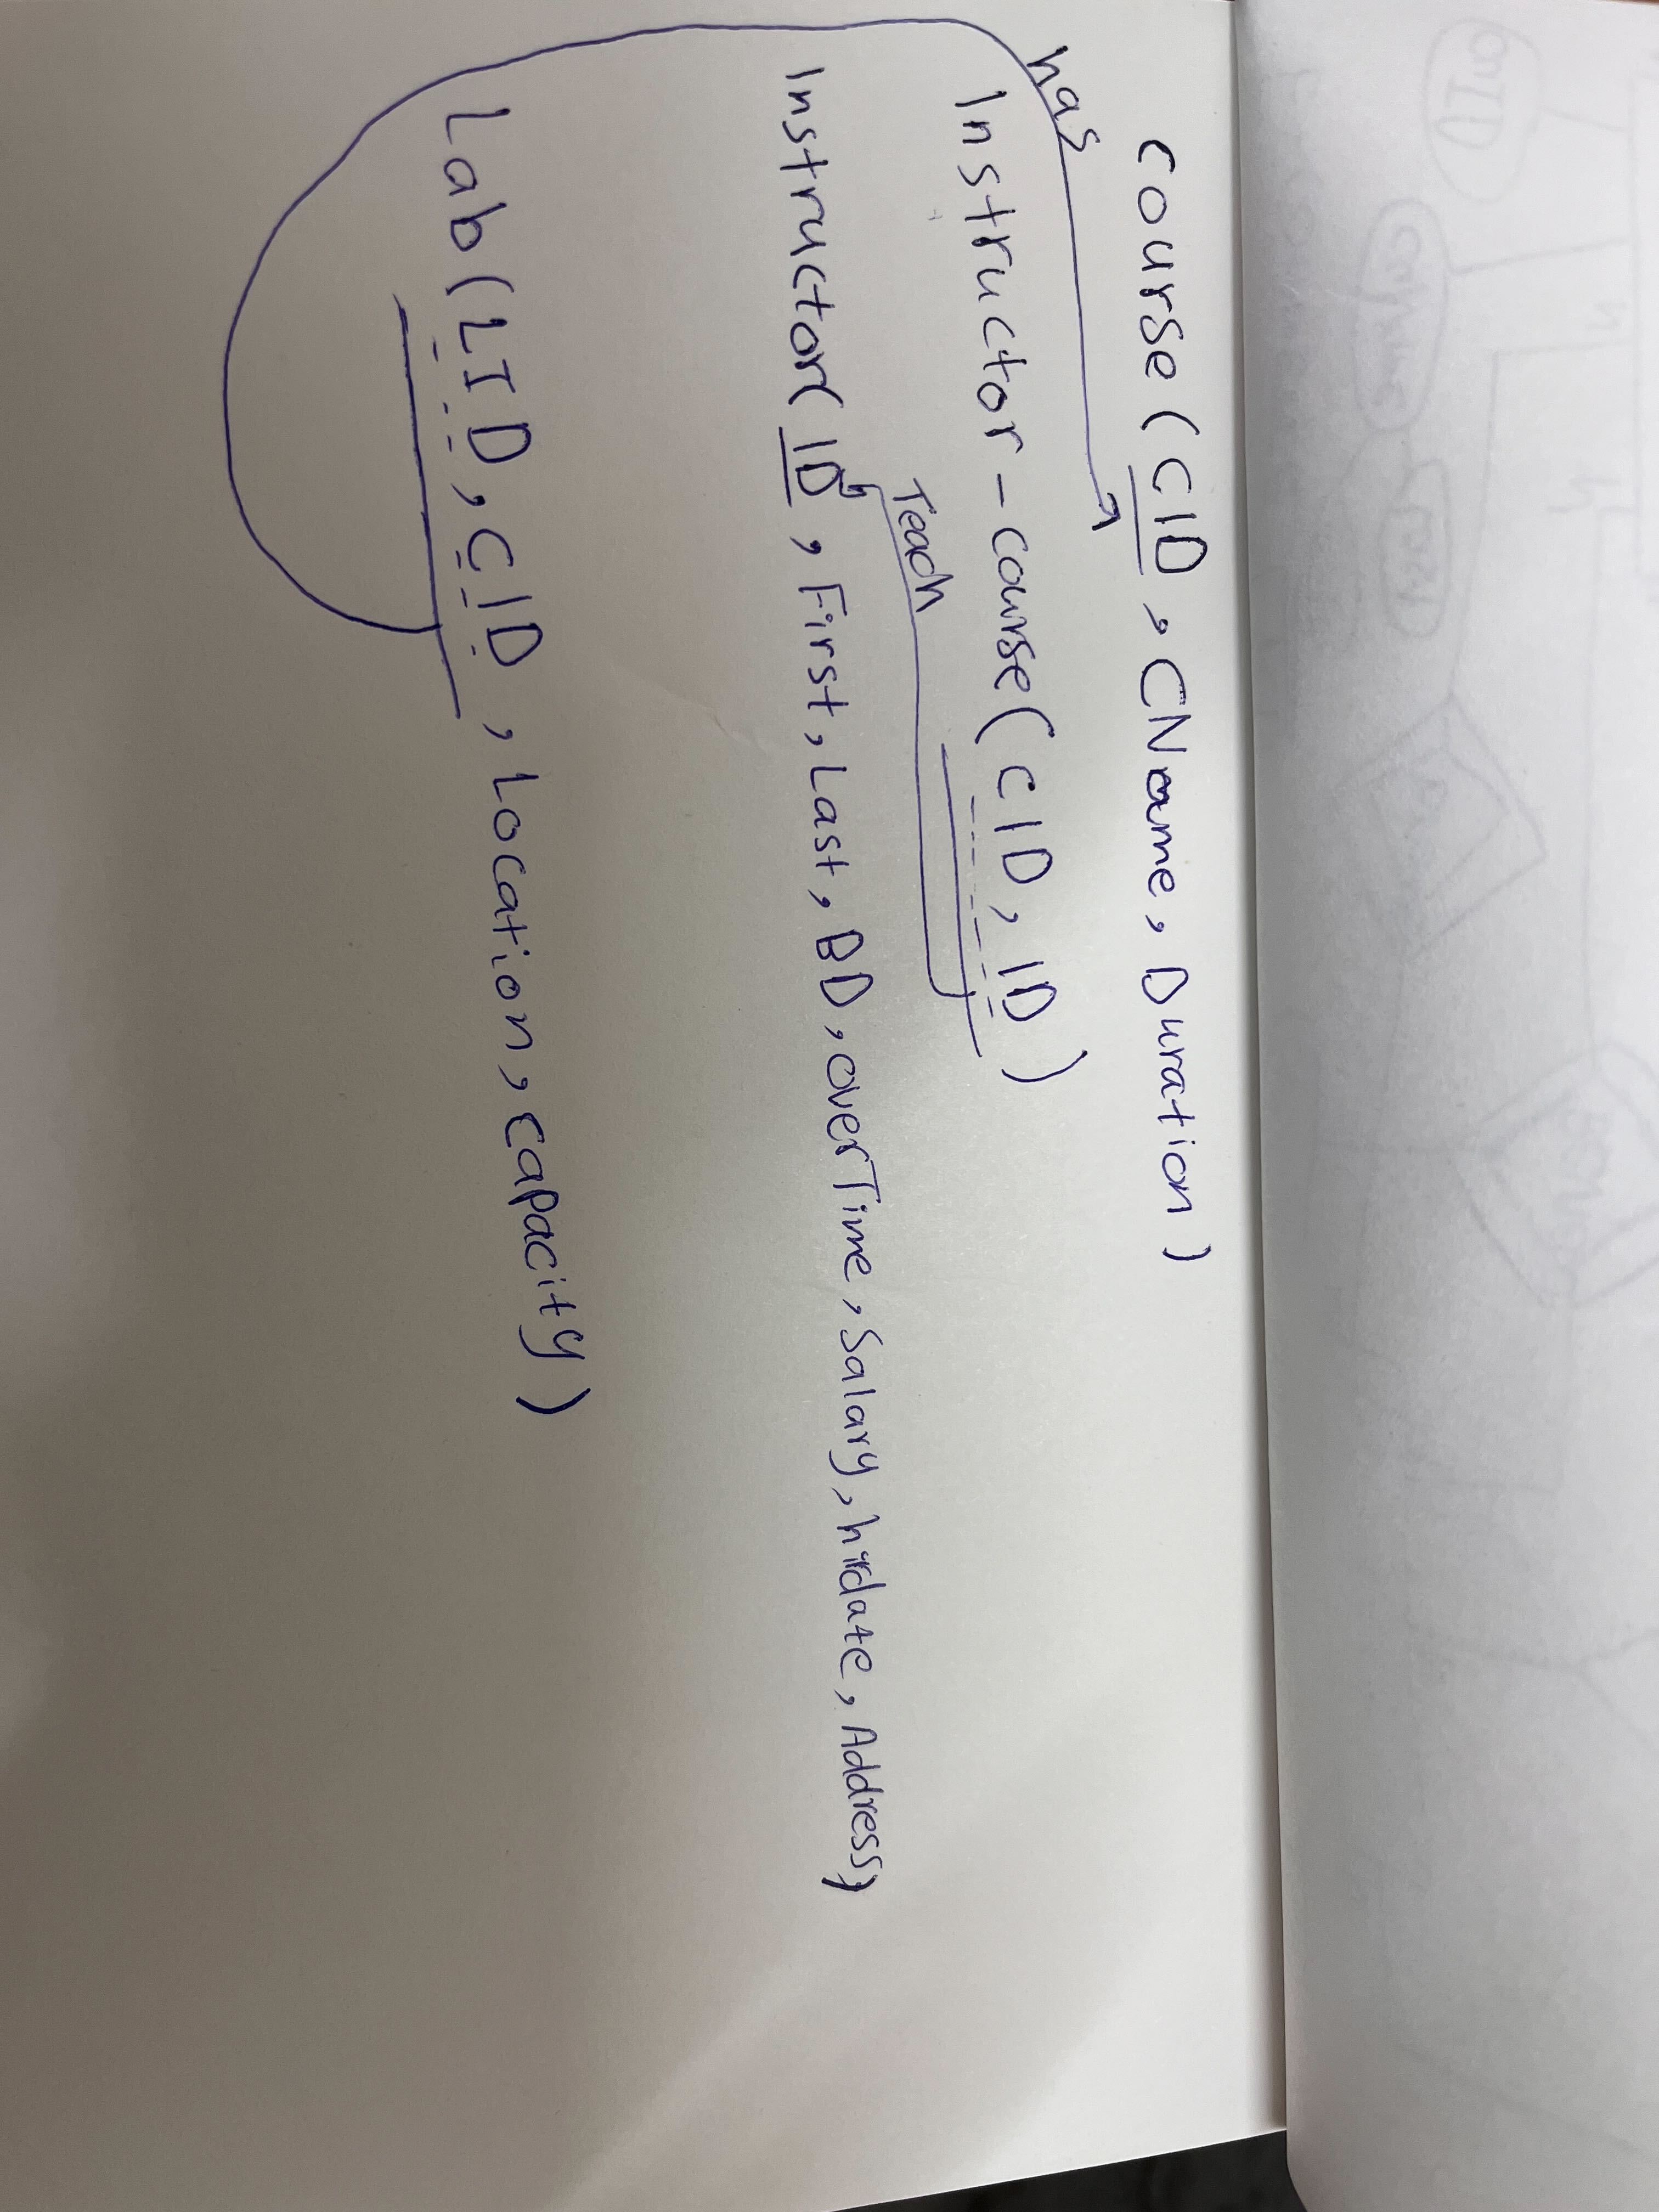 Course (CID, CName, Duration)
has
Instructor-course (CID, ID)
Teach
Instructor(ID, First, Last, BD, overTime, Salary, hirdate, Address)
Lab (LID, CID, Location, capacity)